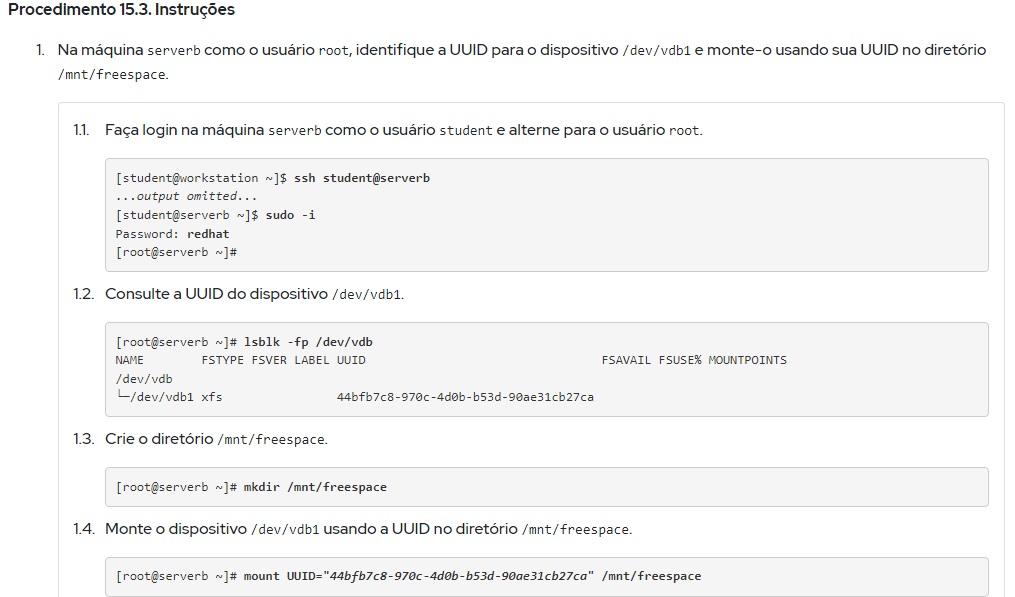 Procedimento 15.3. Instruções
1. Na máquina serverb como o usuário root, identifique a UUID para o dispositivo /dev/vdb1 e monte-o usando sua UUID no diretório
/mnt/freespace.
1.1. Faça login na máquina serverb como o usuário student e alterne para o usuário root.
[student@workstation ~]$ ssh student@serverb
...output omitted...
[student@serverb ~]$ sudo -i
Password: redhat
[root@serverb ~]#
1.2. Consulte a UUID do dispositivo /dev/vdb1.
[root@serverb ~]# lsblk -fp /dev/vdb
NAME        FSTYPE FSVER LABEL UUID                                 FSAVAIL FSUSE% MOUNTPOINTS
/dev/vdb
└─/dev/vdb1 xfs                44bfb7c8-970c-4d0b-b53d-90ae31cb27ca
1.3. Crie o diretório /mnt/freespace.
[root@serverb ~]# mkdir /mnt/freespace
1.4. Monte o dispositivo /dev/vdb1 usando a UUID no diretório /mnt/freespace.
[root@serverb ~]# mount UUID="44bfb7c8-970c-4d0b-b53d-90ae31cb27ca" /mnt/freespace